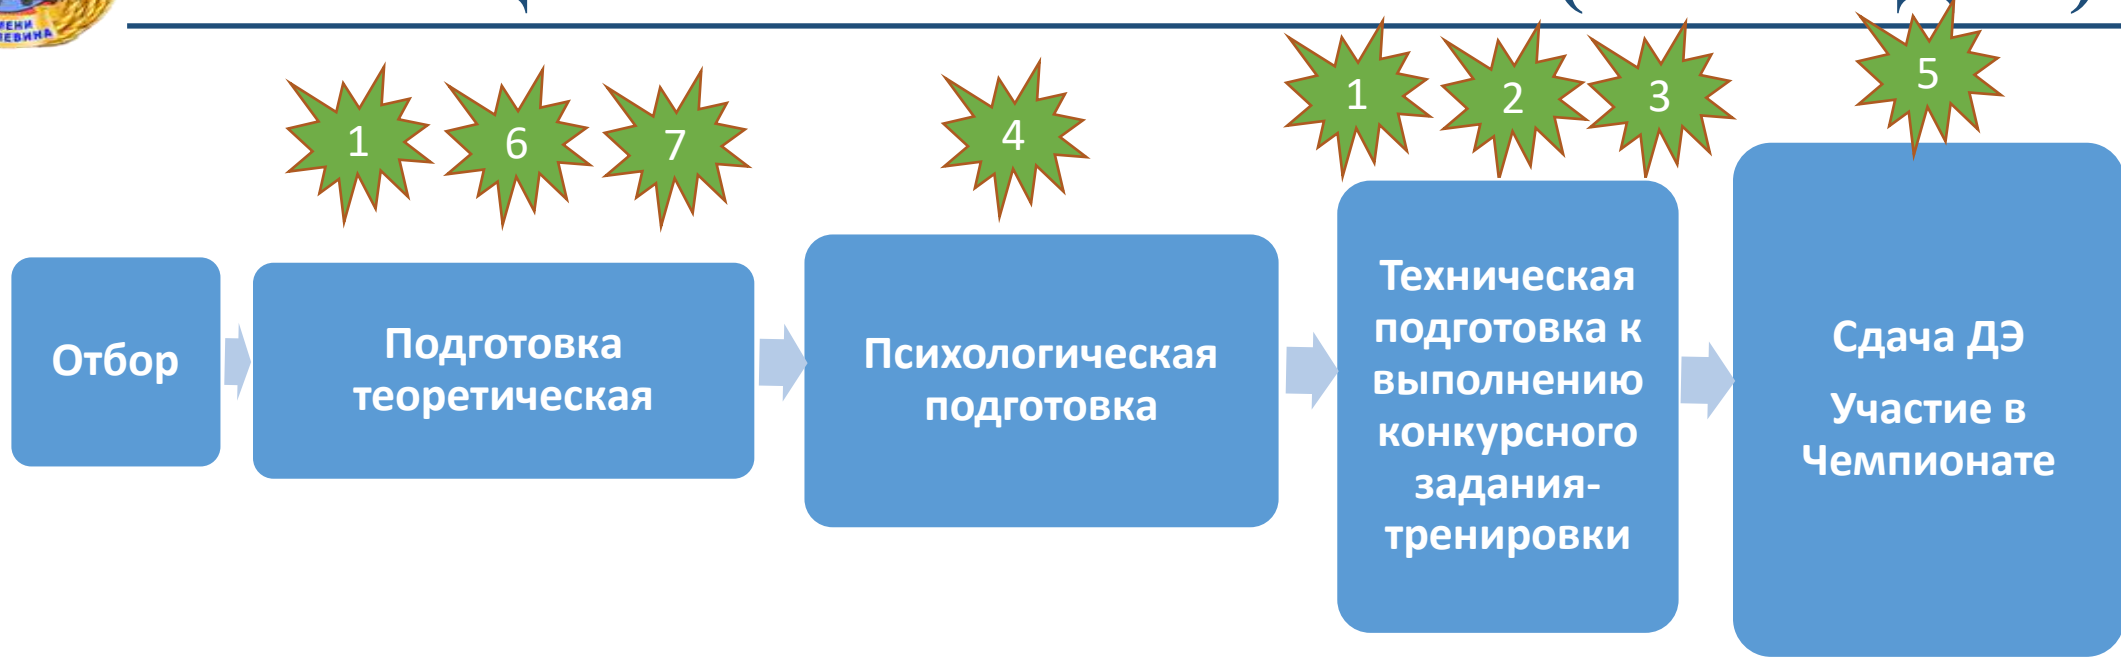 1
6
7
4
1
2
3
5
Отбор
Подготовка
теоретическая
Психологическая
подготовка
Техническая
подготовка к
выполнению
конкурсного
задания-
тренировки
Сдача ДЭ
Участие в
Чемпионате